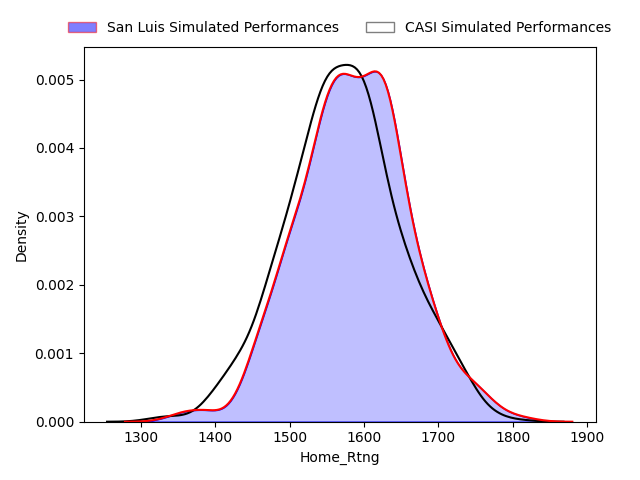 San Luis Simulated Performances CASI Simulated Performances
0.005
0.004
0.003
0.002
0.001
0.000
Density
1300 1400 1500 1600 1700 1800 1900
Home_Rtng